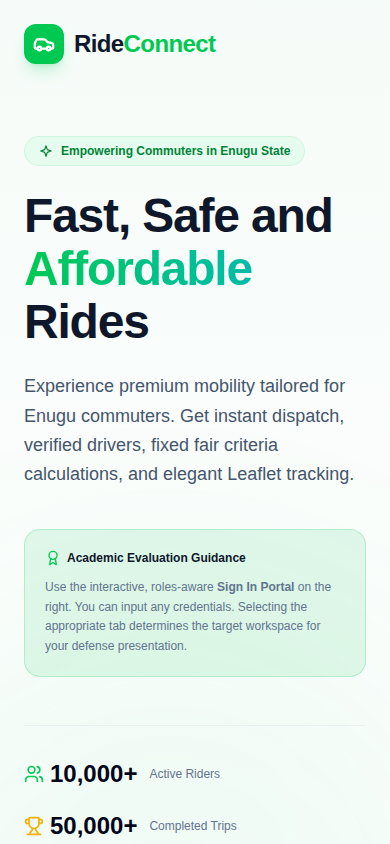 RideConnect
Empowering Commuters in Enugu State
Fast, Safe and
Affordable
Rides
Experience premium mobility tailored for
Enugu commuters. Get instant dispatch,
verified drivers, fixed fair criteria
calculations, and elegant Leaflet tracking.
Academic Evaluation Guidance
Use the interactive, roles-aware Sign In Portal on the
right. You can input any credentials. Selecting the
appropriate tab determines the target workspace for
your defense presentation.
10,000+ Active Riders
50,000+ Completed Trips